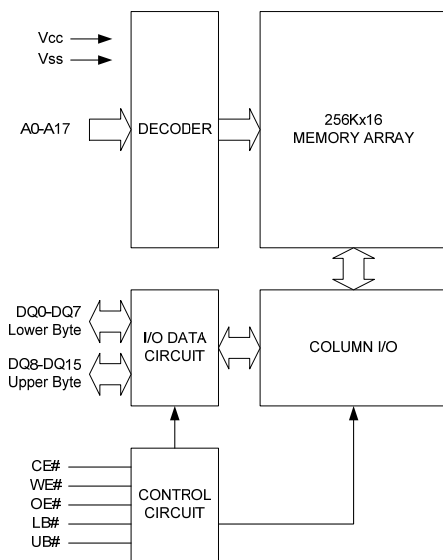 Vcc
Vss
A0-A17
DECODER
256Kx16
MEMORY ARRAY
DQ0-DQ7
Lower Byte
DQ8-DQ15
Upper Byte
I/O DATA
CIRCUIT
COLUMN I/O
CE#
WE#
OE#
LB#
UB#
CONTROL
CIRCUIT